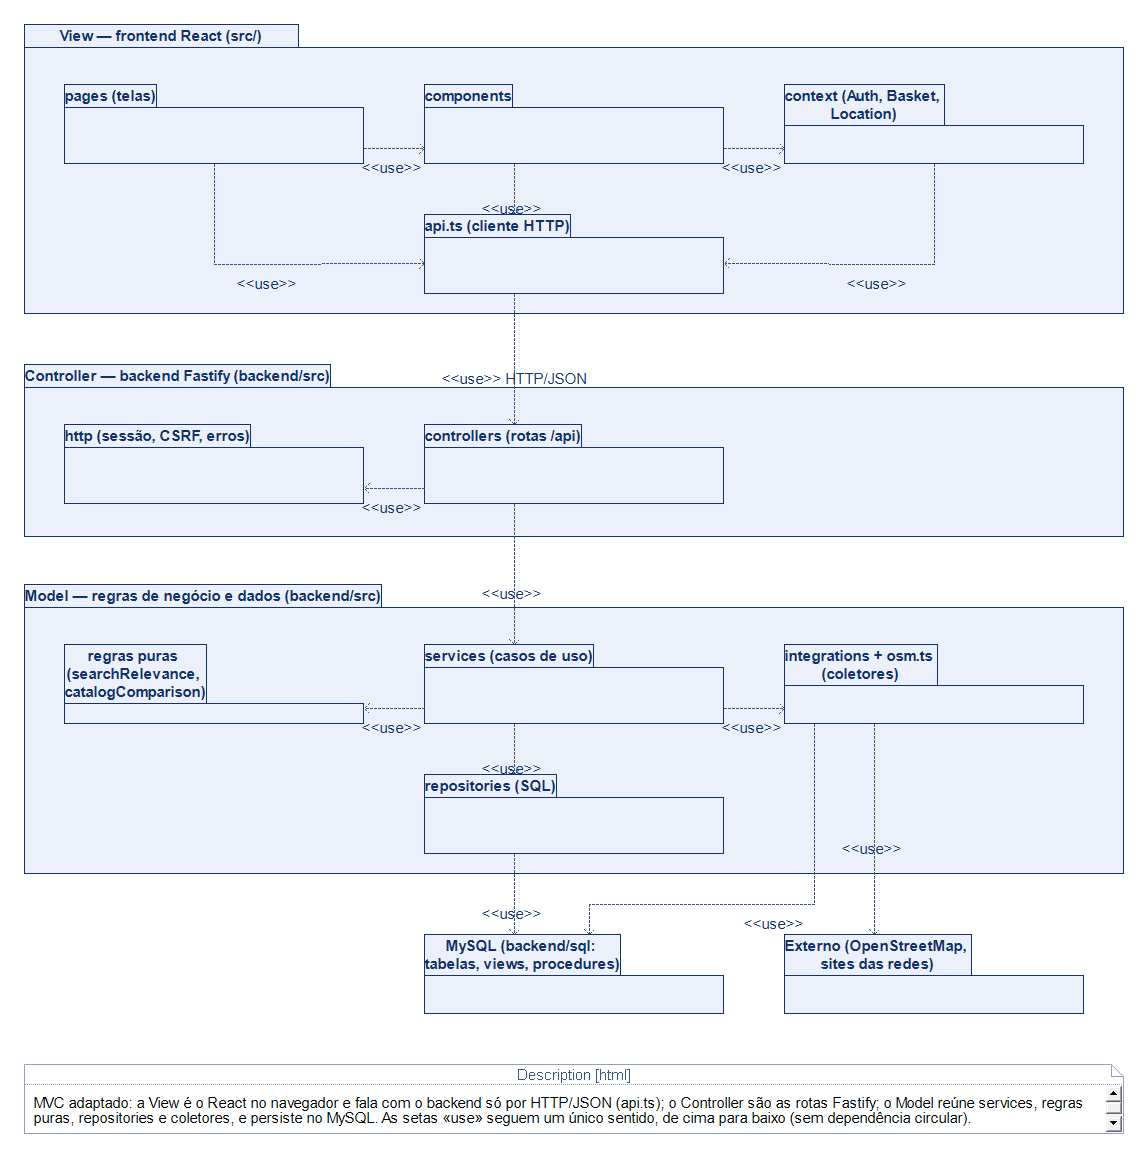 View — frontend React (src/)
pages (telas)
components
context (Auth, Basket,
Location)
<<use>>
<<use>>
<<use>>
api.ts (cliente HTTP)
<<use>>
<<use>>
<<use>> HTTP/JSON
Controller — backend Fastify (backend/src)
http (sessão, CSRF, erros)
controllers (rotas /api)
<<use>>
<<use>>
Model — regras de negócio e dados (backend/src)
regras puras
(searchRelevance,
catalogComparison)
services (casos de uso)
integrations + osm.ts
(coletores)
<<use>>
<<use>>
<<use>>
repositories (SQL)
<<use>>
<<use>>
<<use>>
MySQL (backend/sql:
tabelas, views, procedures)
Externo (OpenStreetMap,
sites das redes)
Description [html]
MVC adaptado: a View é o React no navegador e fala com o backend só por HTTP/JSON (api.ts); o Controller são as rotas Fastify; o Model reúne services, regras
puras, repositories e coletores, e persiste no MySQL. As setas «use» seguem um único sentido, de cima para baixo (sem dependência circular).